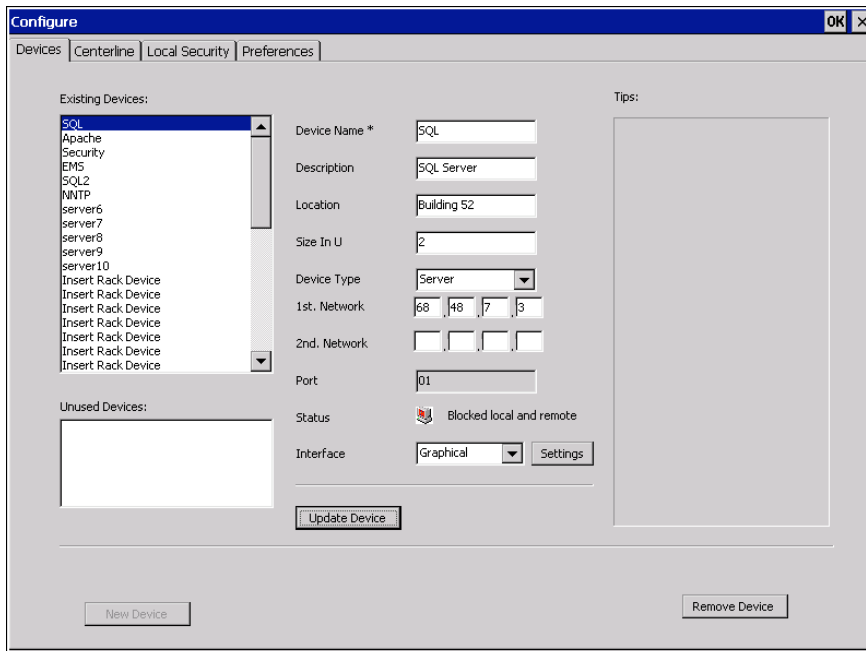 Configure
OK
Devices
Centerline
Local Security
Preferences
Existing Devices:
SQL
Apache
Security
EMS
SQL2
NNTP
server6
server7
server8
server9
server10
Insert Rack Device
Insert Rack Device
Insert Rack Device
Insert Rack Device
Insert Rack Device
Insert Rack Device
Insert Rack Device
Unused Devices:
New Device
Device Name * SQL
Description SQL Server
Location Building 52
Size In U 2
Device Type Server
1st. Network 68 . 48 . 7 . 3
2nd. Network . . .
Port 01
Status Blocked local and remote
Interface Graphical Settings
Update Device
Tips:
Remove Device